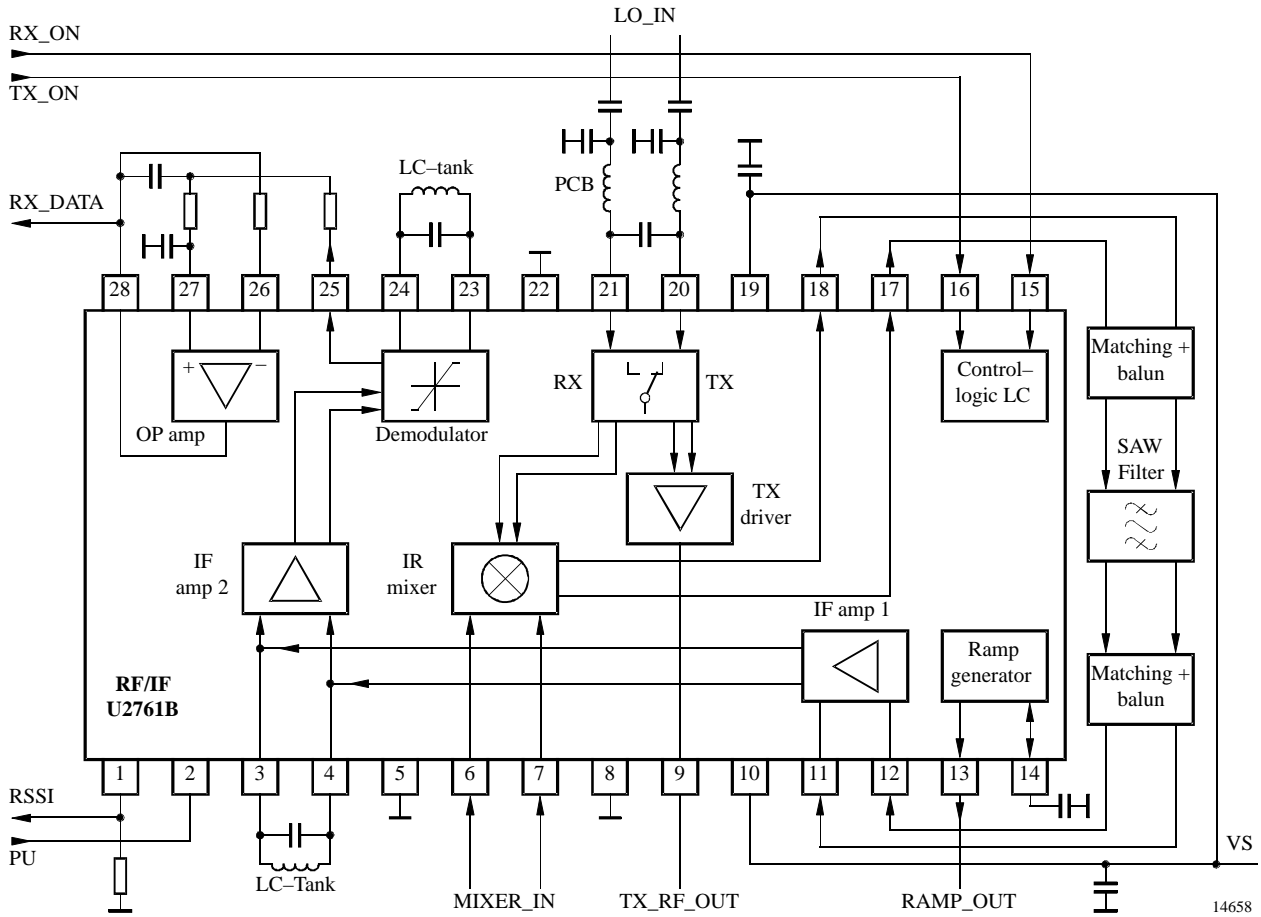 LO_IN
RX_ON
TX_ON
LC–tank
PCB
RX_DATA
28 27 26 25 24 23 22 21 20 19 18 17 16 15
+ –
OP amp
Demodulator
RX
TX
Control–
logic LC
Matching +
balun
SAW
Filter
TX
driver
IF
amp 2
IR
mixer
IF amp 1
Ramp
generator
Matching +
balun
RF/IF
U2761B
1 2 3 4 5 6 7 8 9 10 11 12 13 14
RSSI
PU
VS
LC–Tank
MIXER_IN
TX_RF_OUT
RAMP_OUT
14658